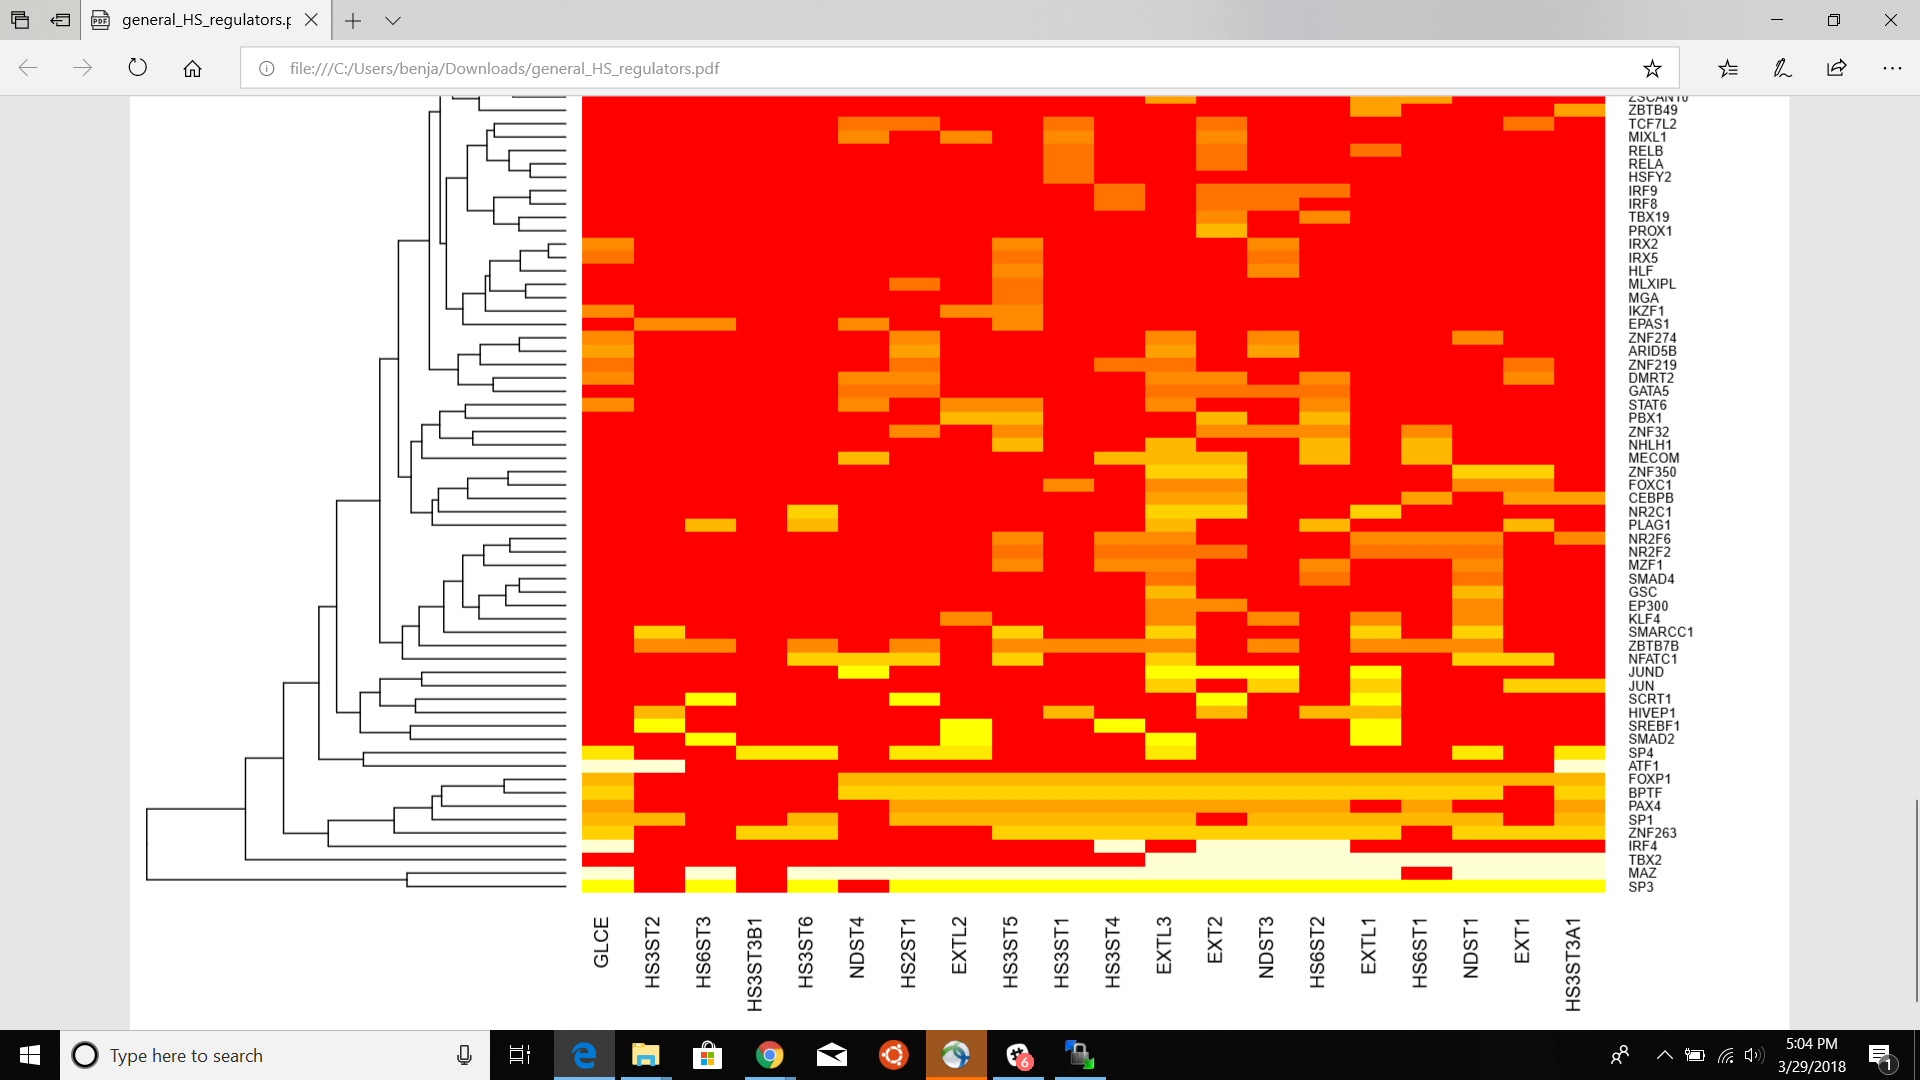 general_HS_regulators.p
file:///C:/Users/benja/Downloads/general_HS_regulators.pdf
ZSCAN10
ZBTB49
TCF7L2
MIXL1
RELB
RELA
HSFY2
IRF9
IRF8
TBX19
PROX1
IRX2
IRX5
HLF
MLXIPL
MGA
IKZF1
EPAS1
ZNF274
ARID5B
ZNF219
DMRT2
GATA5
STAT6
PBX1
ZNF32
NHLH1
MECOM
ZNF350
FOXC1
CEBPB
NR2C1
PLAG1
NR2F6
NR2F2
MZF1
SMAD4
GSC
EP300
KLF4
SMARCC1
ZBTB7B
NFATC1
JUND
JUN
SCRT1
HIVEP1
SREBF1
SMAD2
SP4
ATF1
FOXP1
BPTF
PAX4
SP1
ZNF263
IRF4
TBX2
MAZ
SP3
GLCE
HS3ST2
HS6ST3
HS3ST3B1
HS3ST6
NDST4
HS2ST1
EXTL2
HS3ST5
HS3ST1
HS3ST4
EXTL3
EXT2
NDST3
HS6ST2
EXTL1
HS6ST1
NDST1
EXT1
HS3ST3A1
Type here to search
6
5:04 PM
3/29/2018
1